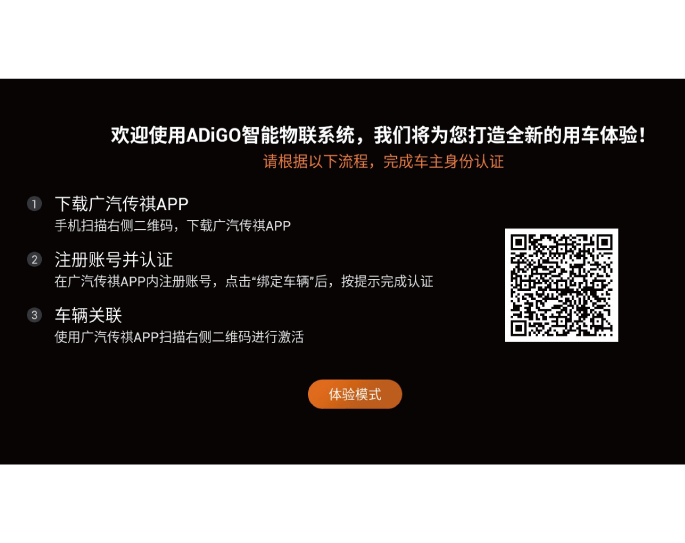 欢迎使用ADiGO智能物联系统，我们将为您打造全新的用车体验！
请根据以下流程，完成车主身份认证
1 下载广汽传祺APP
手机扫描右侧二维码，下载广汽传祺APP
2 注册账号并认证
在广汽传祺APP内注册账号，点击“绑定车辆”后，按提示完成认证
3 车辆关联
使用广汽传祺APP扫描右侧二维码进行激活
体验模式